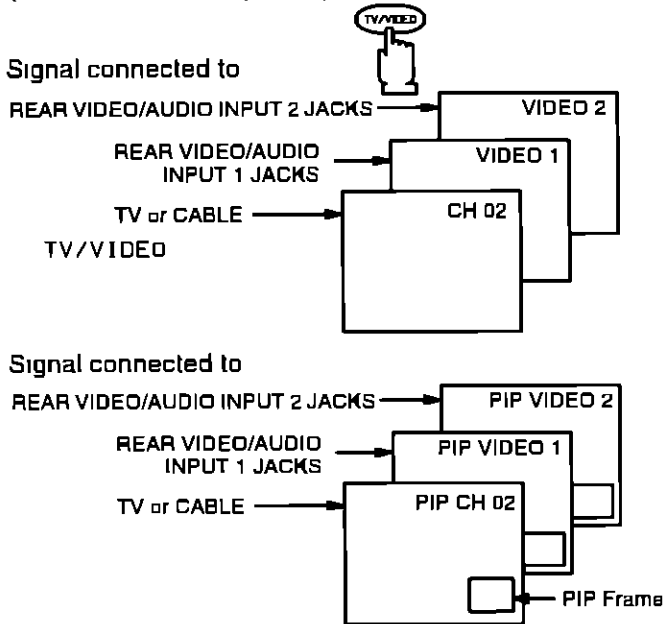 TV/VIDEO
Signal connected to
REAR VIDEO/AUDIO INPUT 2 JACKS
VIDEO 2
REAR VIDEO/AUDIO
INPUT 1 JACKS
VIDEO 1
TV or CABLE
CH 02
TV/VIDEO
Signal connected to
REAR VIDEO/AUDIO INPUT 2 JACKS
PIP VIDEO 2
REAR VIDEO/AUDIO
INPUT 1 JACKS
PIP VIDEO 1
TV or CABLE
PIP CH 02
PIP Frame